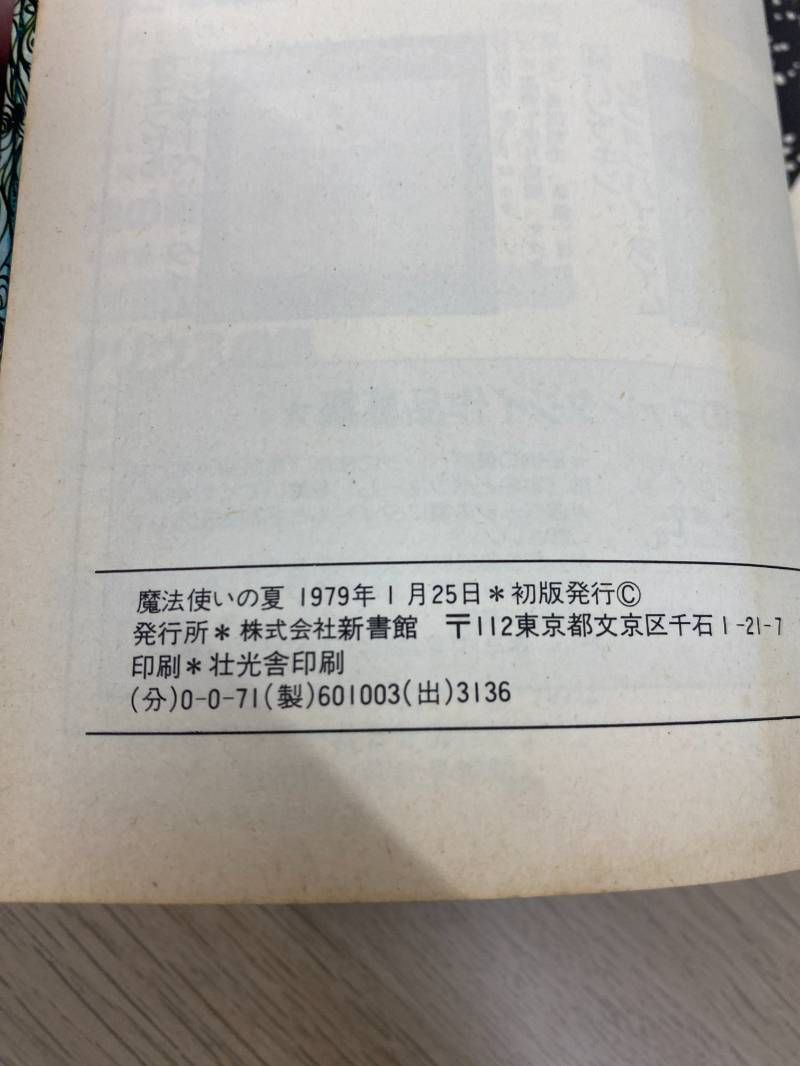 魔法使いの夏 1979年1月25日＊初版発行Ⓒ
発行所＊株式会社新書館　〒112東京都文京区千石1-21-7
印刷＊壮光舎印刷
(分)0-0-71(製)601003(出)3136